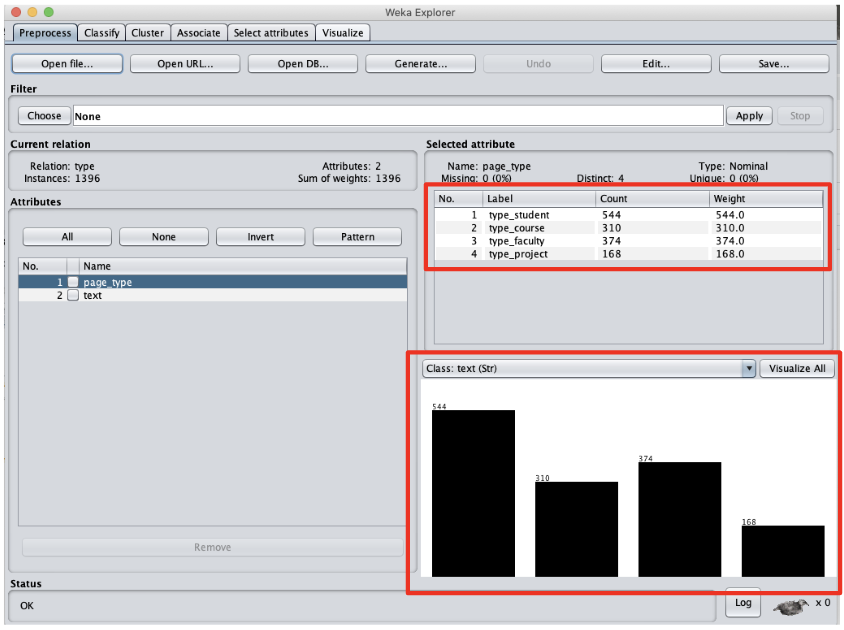 Weka Explorer
Preprocess Classify Cluster Associate Select attributes Visualize
Open file... Open URL... Open DB... Generate... Undo Edit... Save...
Filter
Choose None Apply Stop
Current relation
Relation: type Attributes: 2
Instances: 1396 Sum of weights: 1396
Selected attribute
Name: page_type Type: Nominal
Missing: 0 (0%) Distinct: 4 Unique: 0 (0%)
No. Label Count Weight
1 type_student 544 544.0
2 type_course 310 310.0
3 type_faculty 374 374.0
4 type_project 168 168.0
Attributes
All None Invert Pattern
No. Name
1 page_type
2 text
Remove
Class: text (Str) Visualize All
544
310
374
168
Status
OK Log x 0